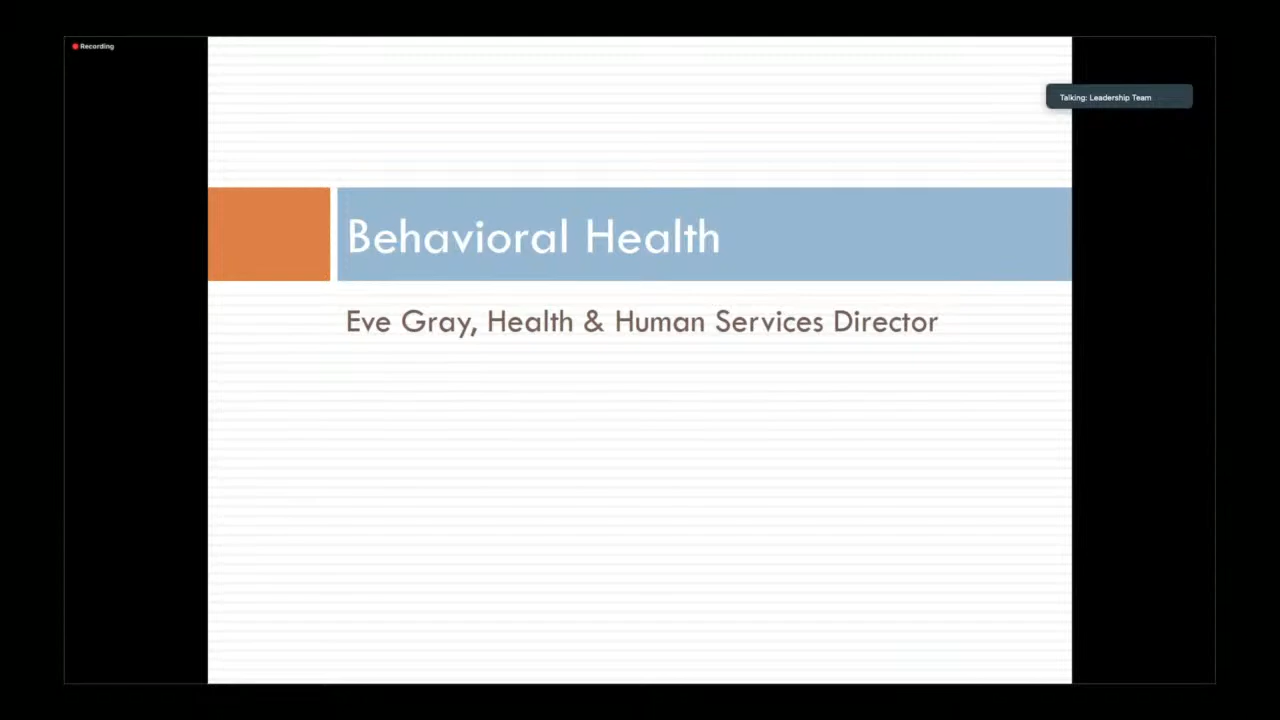 Recording
Talking: Leadership Team
Behavioral Health
Eve Gray, Health & Human Services Director